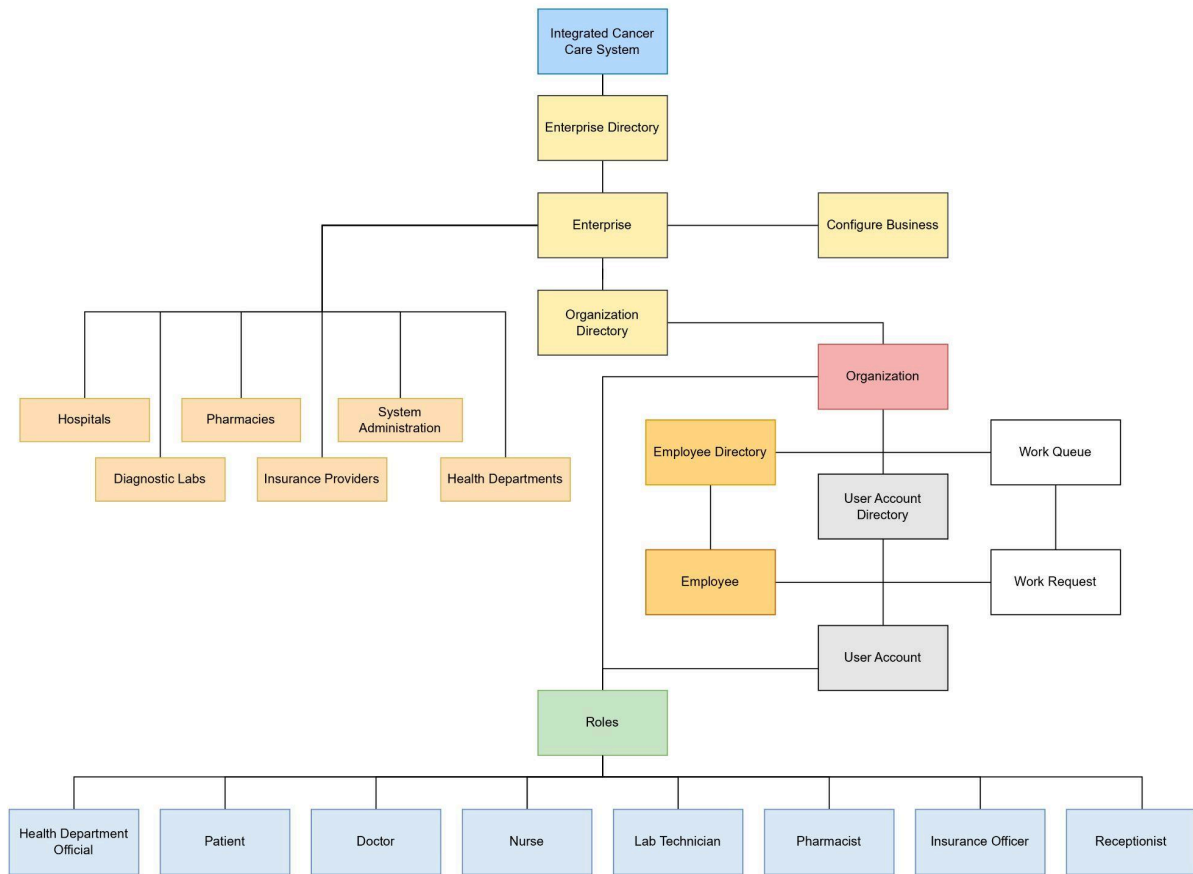 Integrated Cancer
Care System
Enterprise Directory
Enterprise
Configure Business
Organization
Directory
Organization
Hospitals
Pharmacies
System
Administration
Diagnostic Labs
Insurance Providers
Health Departments
Employee Directory
Work Queue
User Account
Directory
Employee
Work Request
User Account
Roles
Health Department
Official
Patient
Doctor
Nurse
Lab Technician
Pharmacist
Insurance Officer
Receptionist